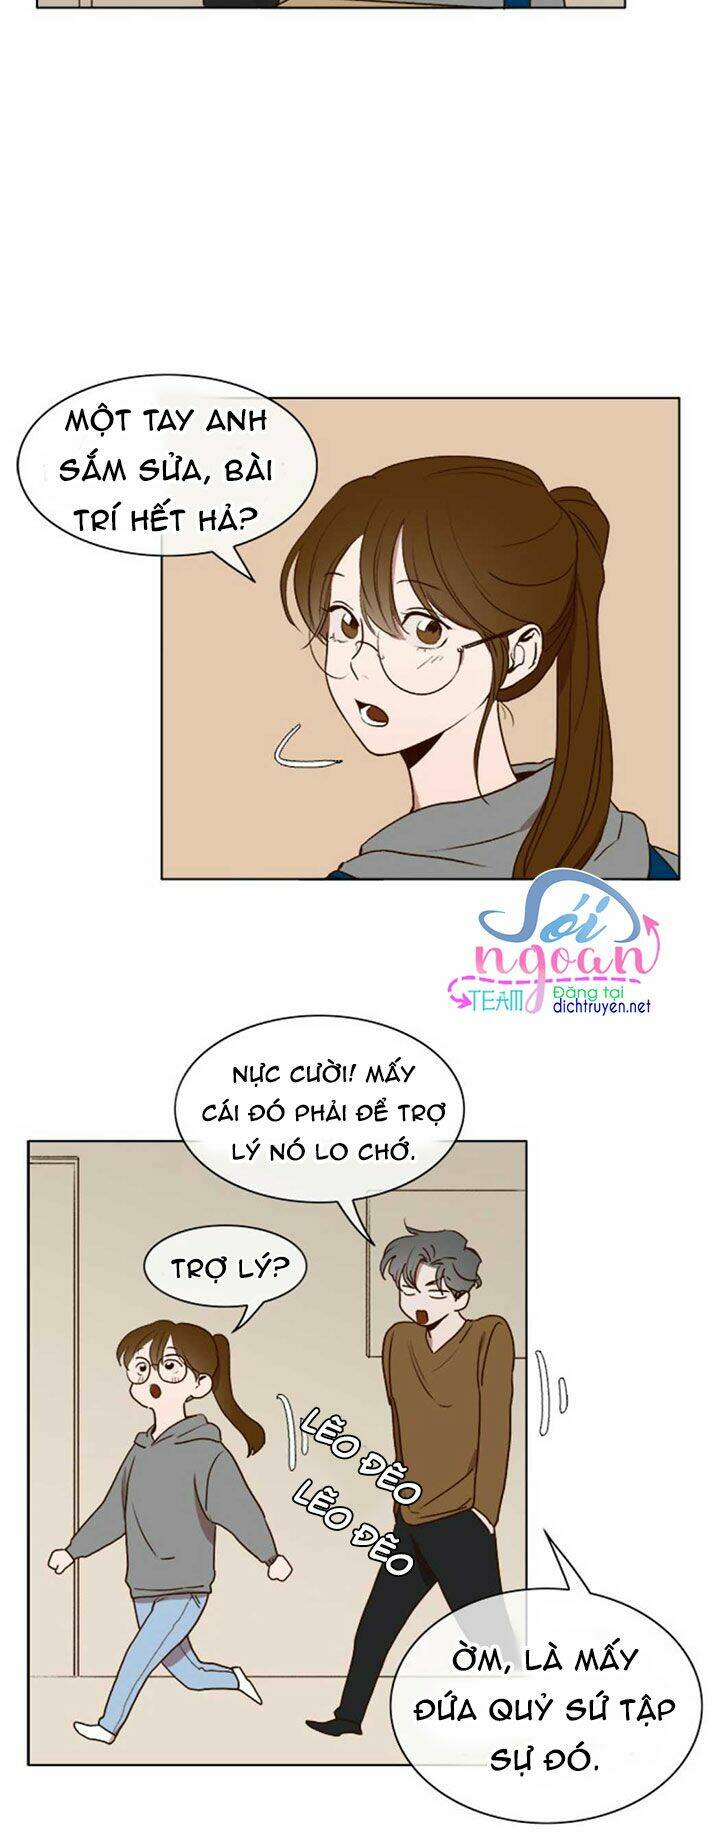 MỘT TAY ANH
SẮM SỬA, BÀI
TRÍ HẾT HẢ?
Sói
ngoan
TEAM
Đăng tại
dichtruyen.net
NỰC CƯỜI! MẤY
CÁI ĐÓ PHẢI ĐỂ TRỢ
LÝ NÓ LO CHỚ.
TRỢ LÝ?
LẼO ĐẼO
LẼO ĐẼO
ỜM, LÀ MẤY
ĐỨA QUỶ SỨ TẬP
SỰ ĐÓ.